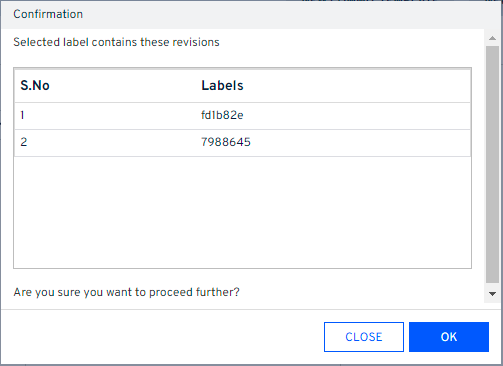 Confirmation
Selected label contains these revisions
S.No Labels
1 fd1b82e
2 7988645
Are you sure you want to proceed further?
CLOSE OK